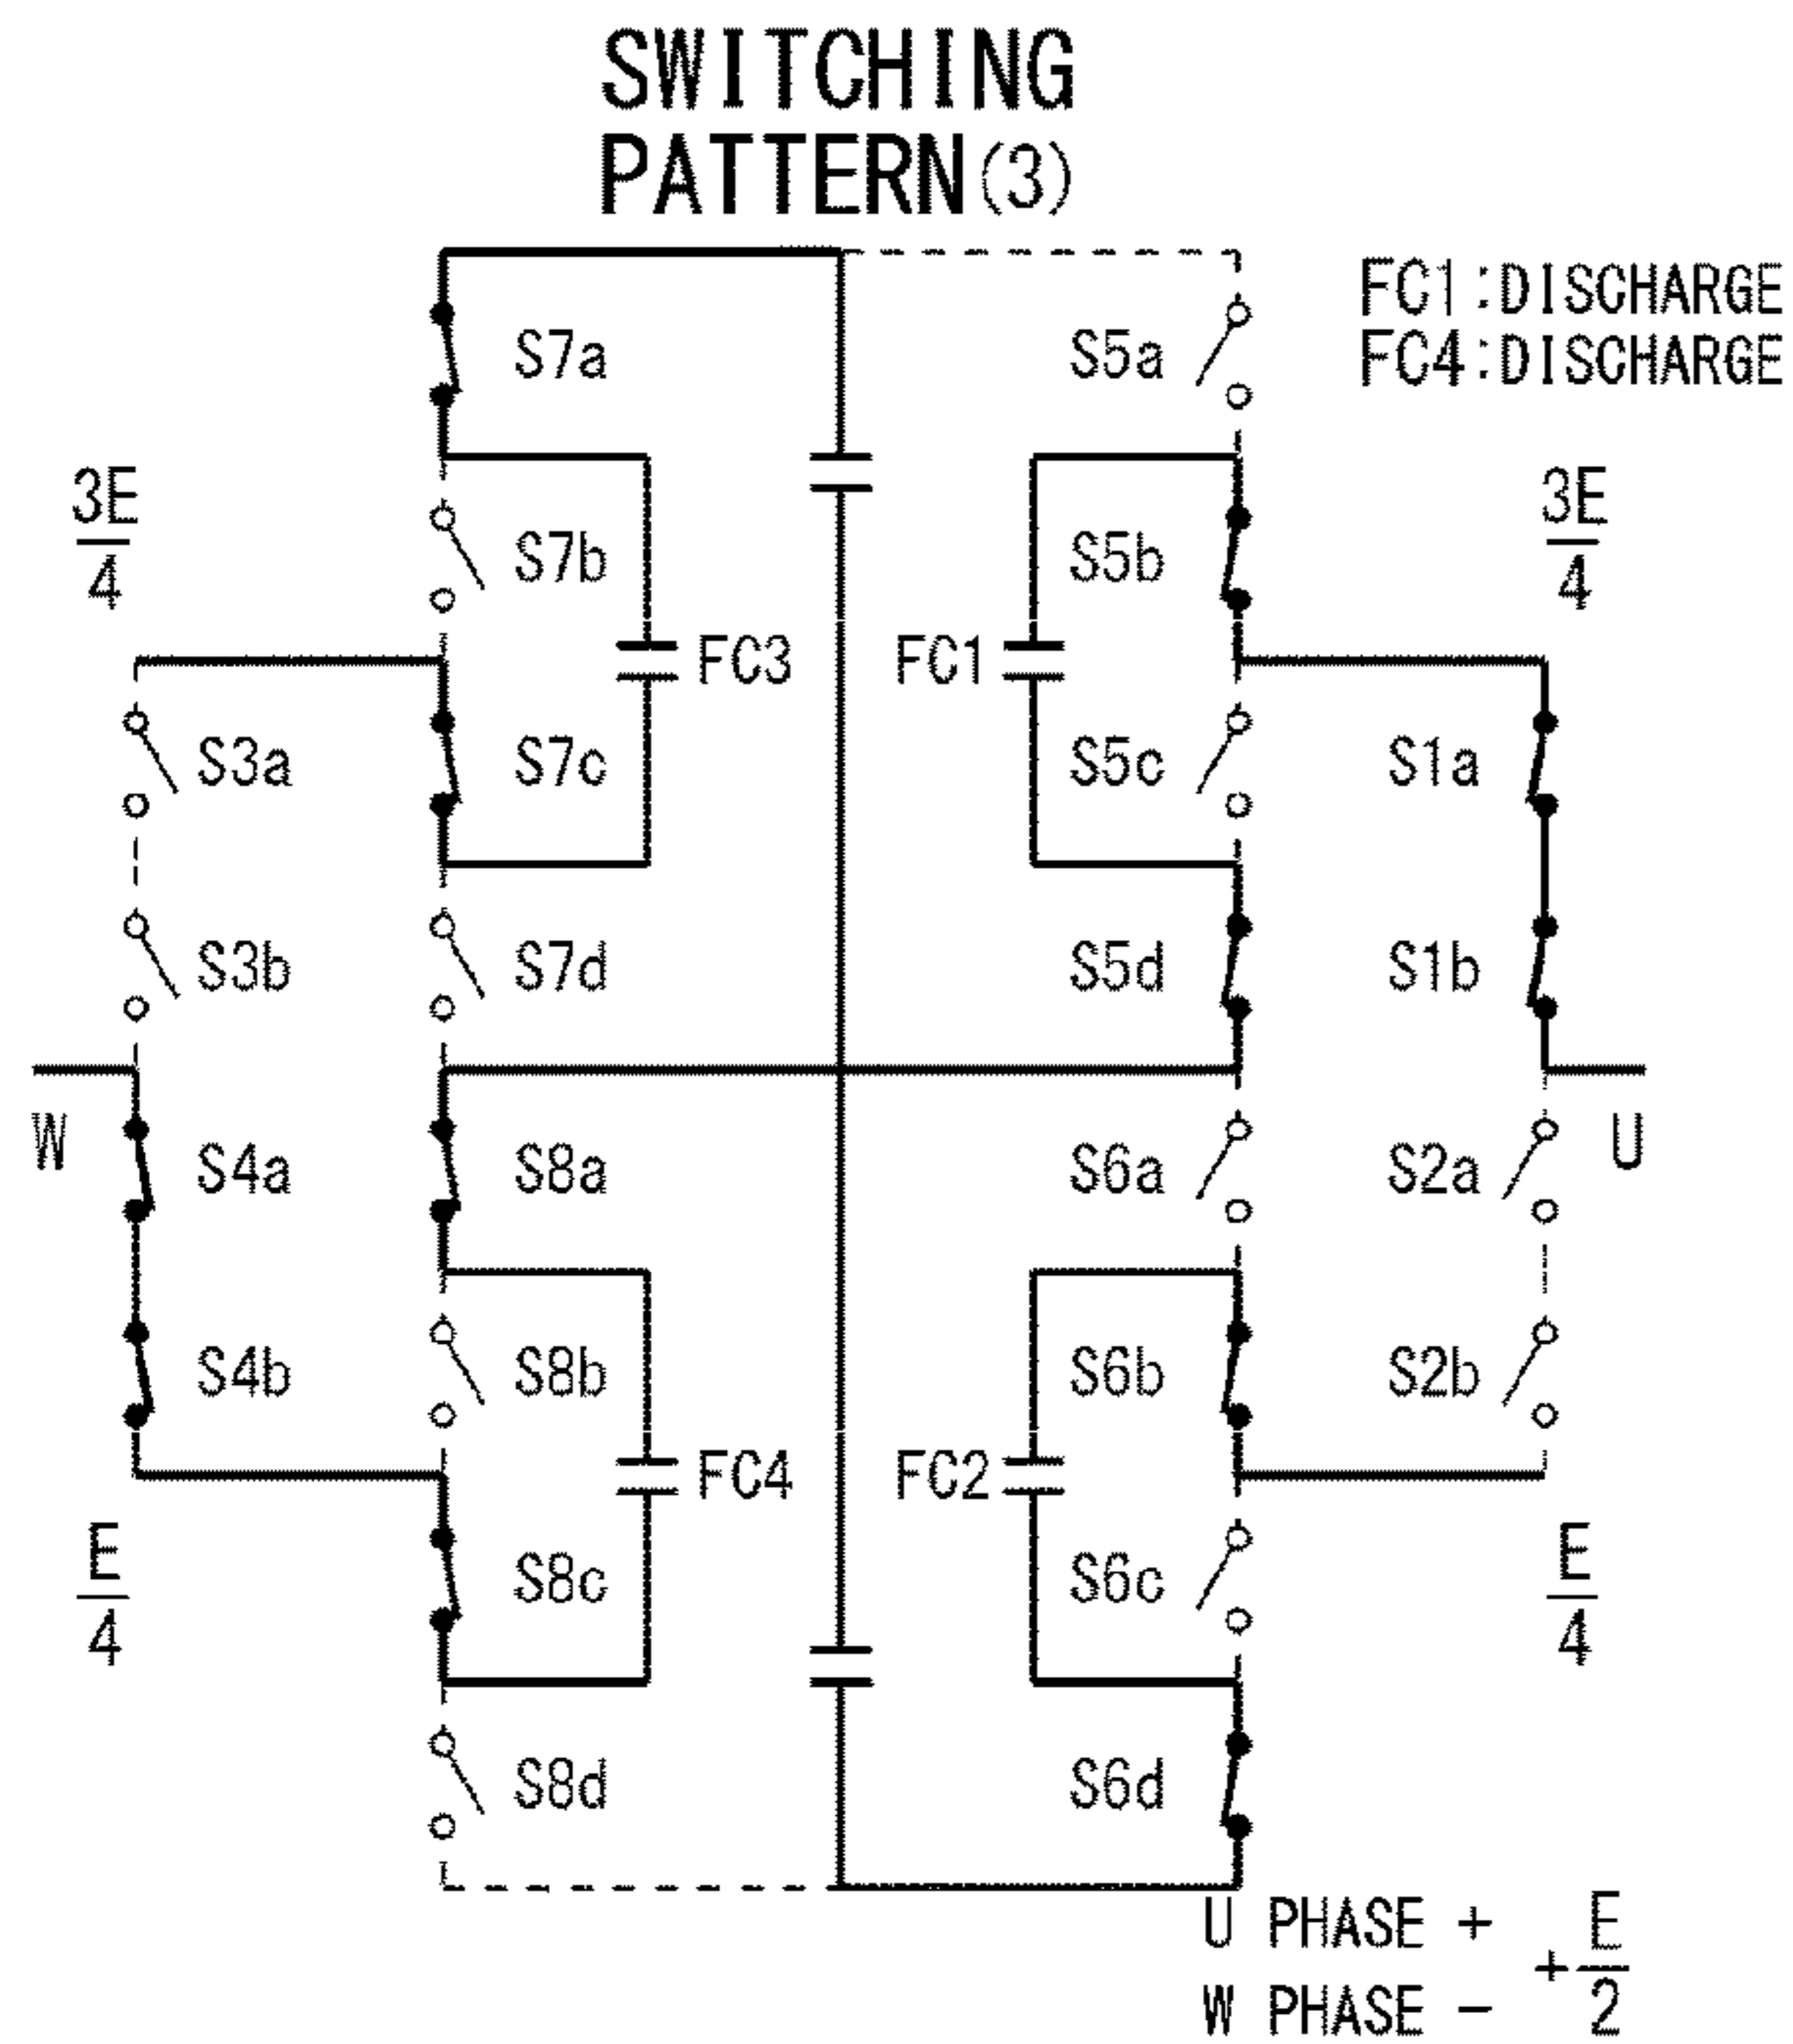 SWITCHING
PATTERN(3)
FC1:DISCHARGE
FC4:DISCHARGE
S7a
S5a
3E
4
S7b
S5b
3E
4
FC3
FC1
S3a
S7c
S5c
S1a
S3b
S7d
S5d
S1b
W
S4a
S8a
S6a
S2a
U
S4b
S8b
S6b
S2b
FC4
FC2
E
4
S8c
S6c
E
4
S8d
S6d
U PHASE +
W PHASE -
+E
2